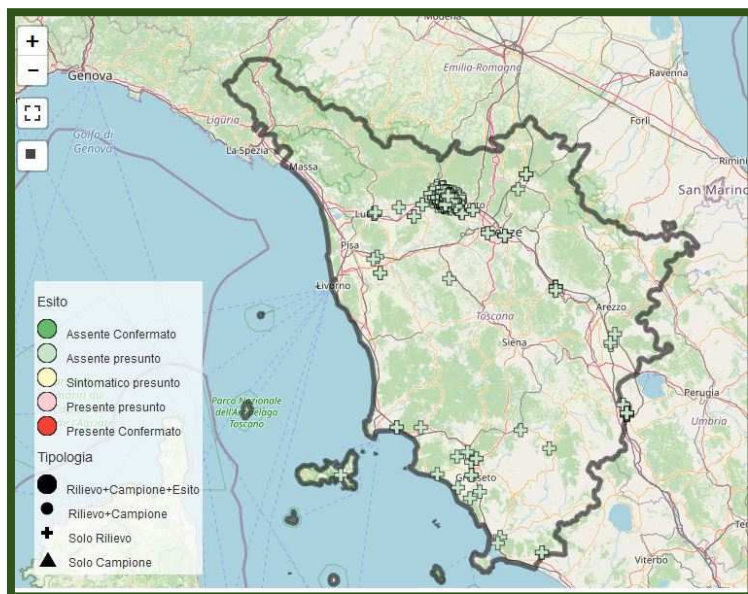 +
Modena
−
Genova
Emilia-Romagna
Ravenna
Liguria
Golfo di
Genova
Forlì
La Spezia
Massa
Rimini
San Marino
Pisa
Livorno
Esito
Assente Confermato
Assente presunto
Sintomatico presunto
Presente presunto
Presente Confermato
Tipologia
Rilievo+Campione+Esito
Rilievo+Campione
Solo Rilievo
Solo Campione
Arezzo
Toscana
Siena
Parco Nazionale
dell'Arcipelago
Toscano
Perugia
Umbria
Grosseto
Viterbo